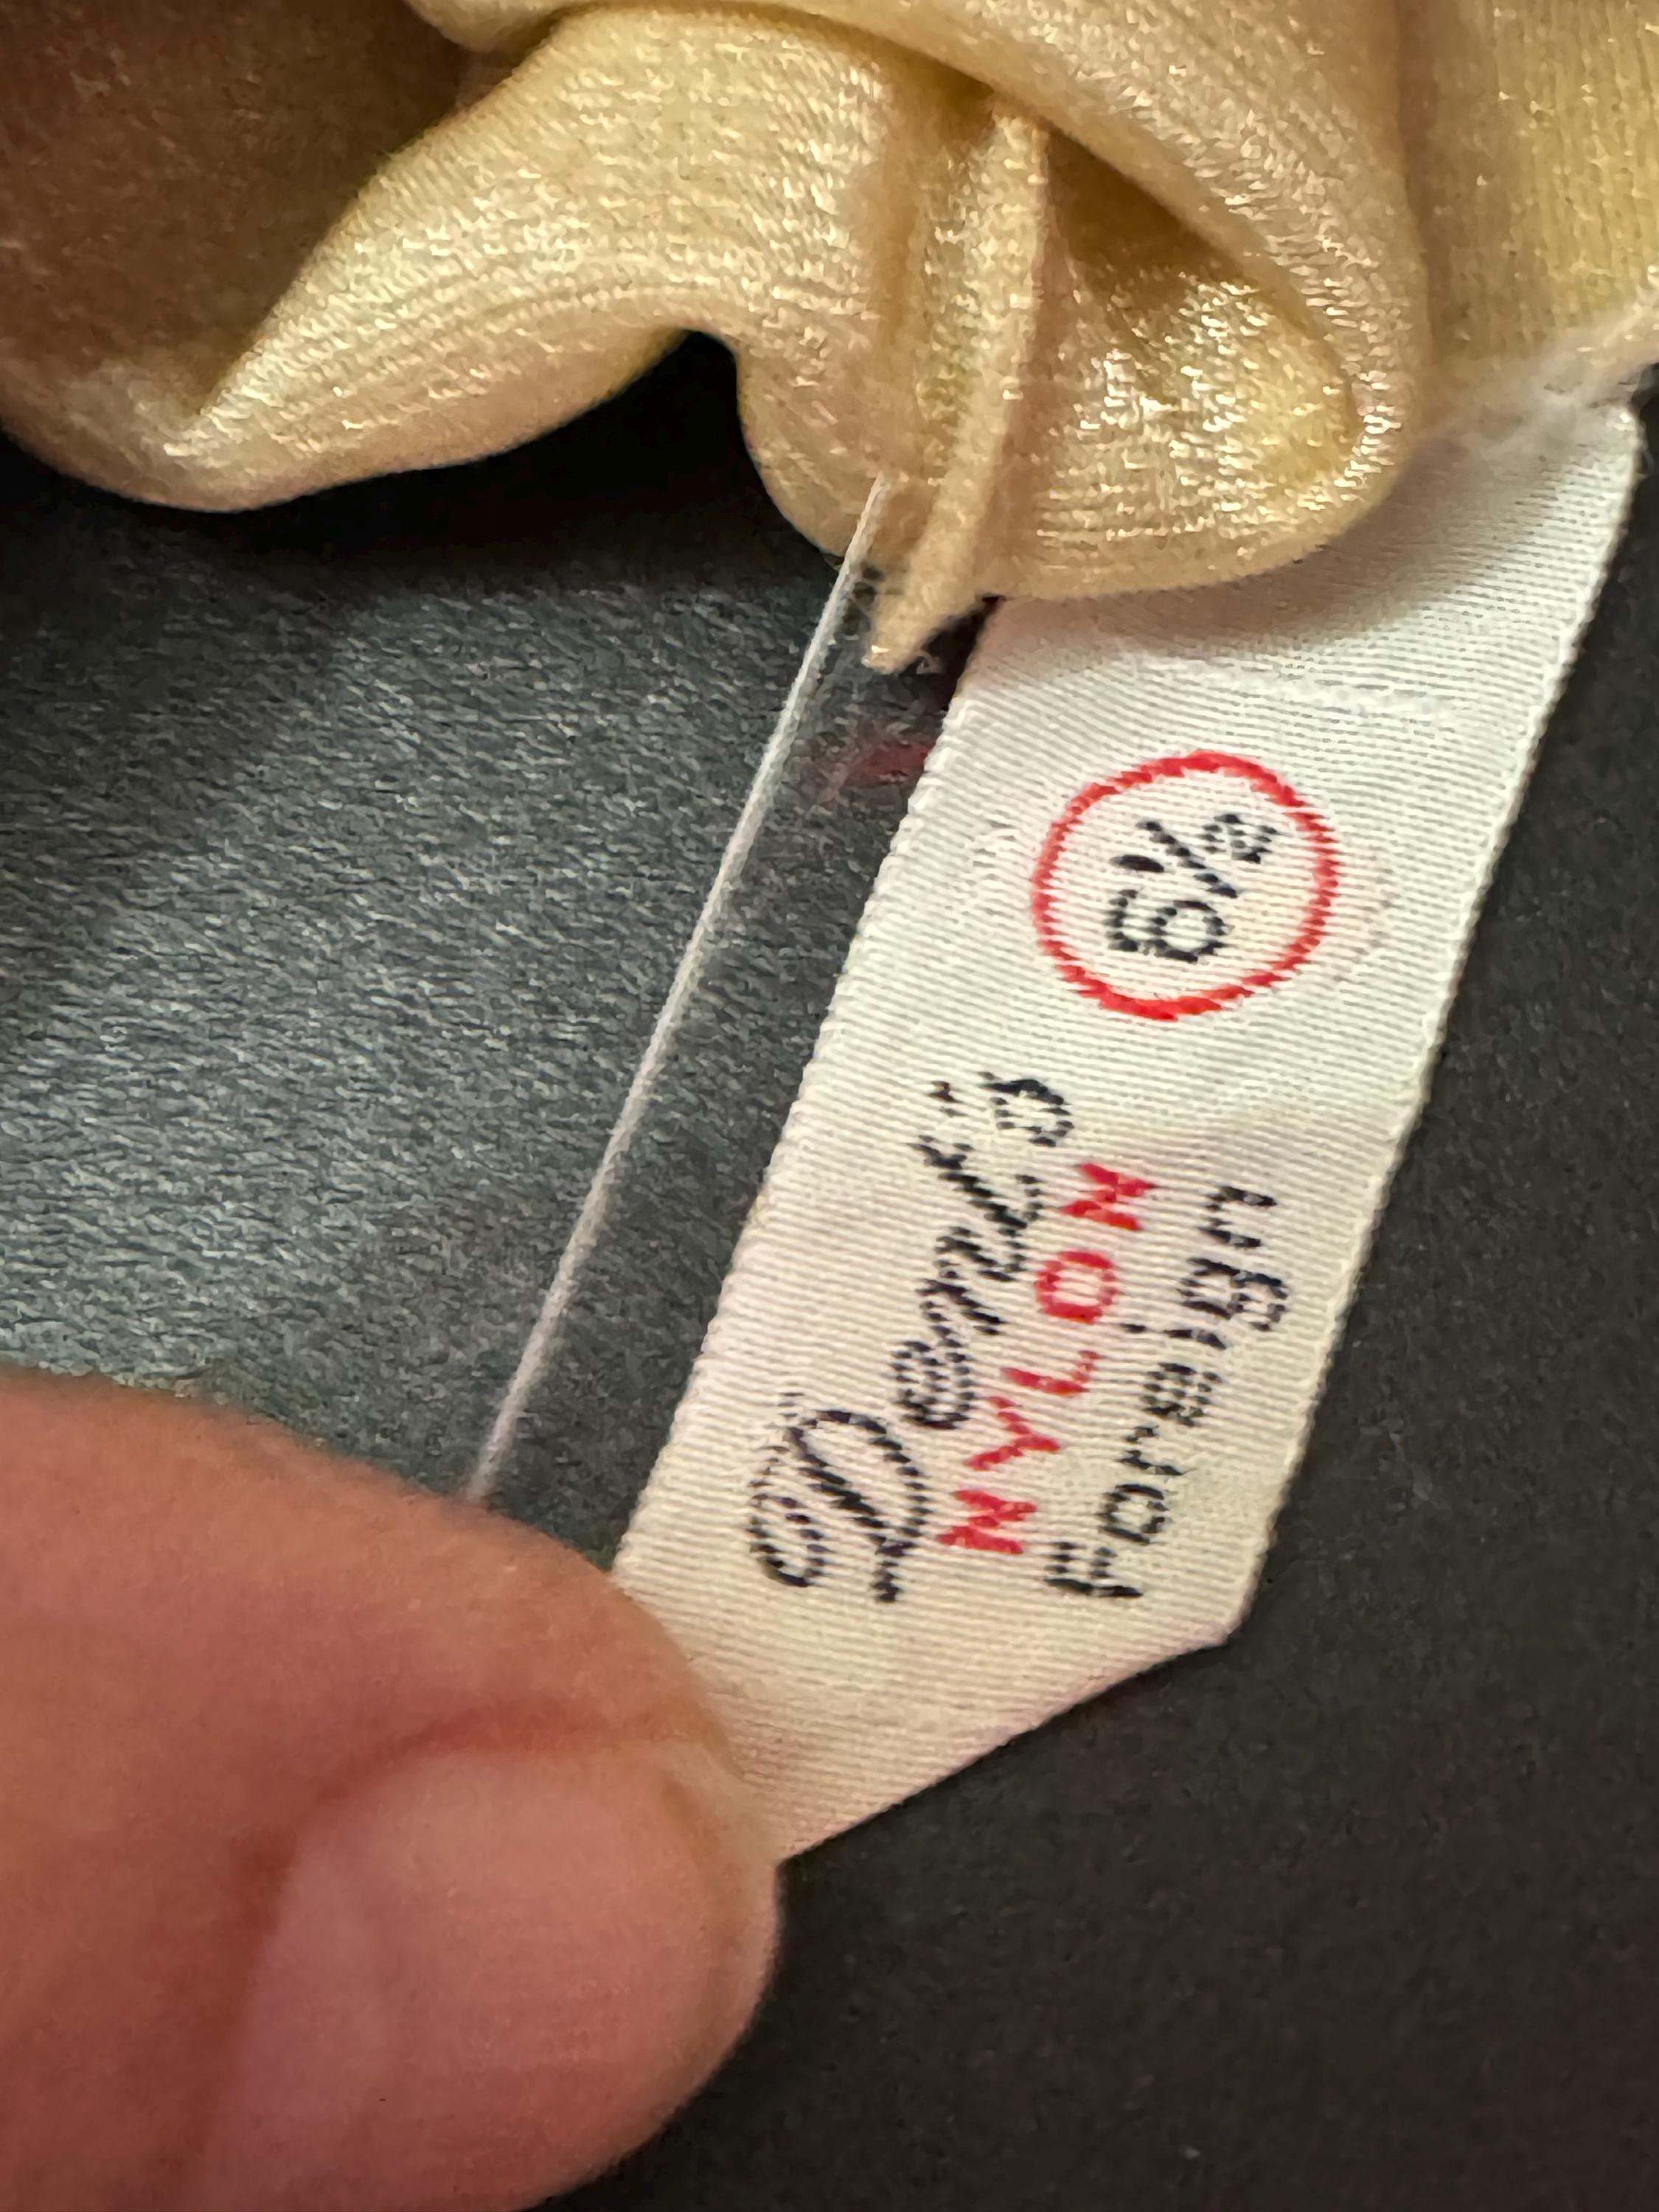 Dent's
NYLON
Foreign
6½